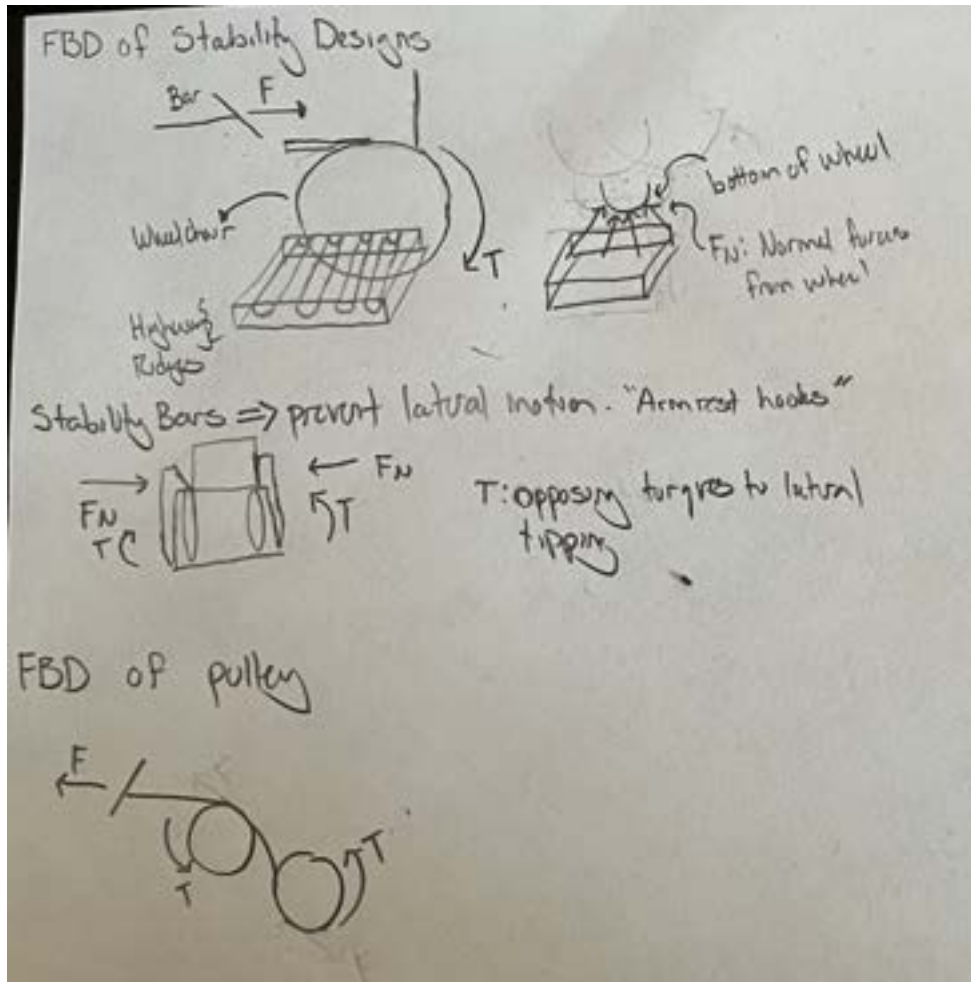 FBD of Stability Designs
Bar
F
Wheelchair
T
Highway
Ridges
bottom of wheel
FN: Normal force
from wheel
Stability Bars => prevent lateral motion. "Armrest hooks"
FN
T
FN
T
T: opposing torques to lateral
tipping
FBD of pulley
F
T
T
F